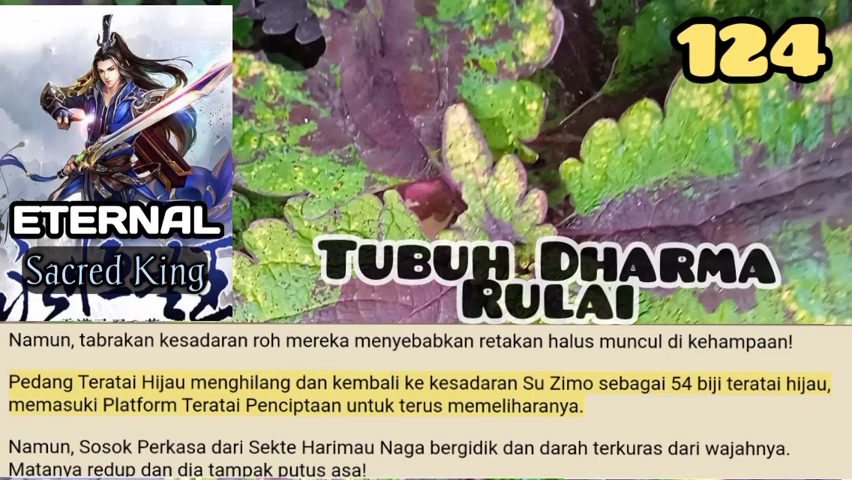 124
ETERNAL
Sacred King
TUBUH DHARMA
RULAI
Namun, tabrakan kesadaran roh mereka menyebabkan retakan halus muncul di kehampaan!
Pedang Teratai Hijau menghilang dan kembali ke kesadaran Su Zimo sebagai 54 biji teratai hijau,
memasuki Platform Teratai Penciptaan untuk terus memeliharanya.
Namun, Sosok Perkasa dari Sekte Harimau Naga bergidik dan darah terkuras dari wajahnya.
Matanya redup dan dia tampak putus asa!